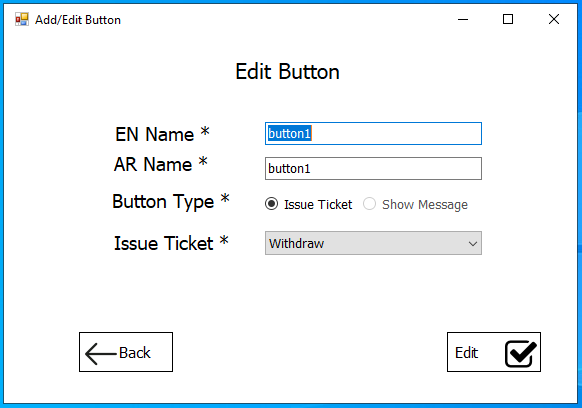 Add/Edit Button
Edit Button
EN Name *
button1
AR Name *
button1
Button Type *
Issue Ticket
Show Message
Issue Ticket *
Withdraw
Back
Edit